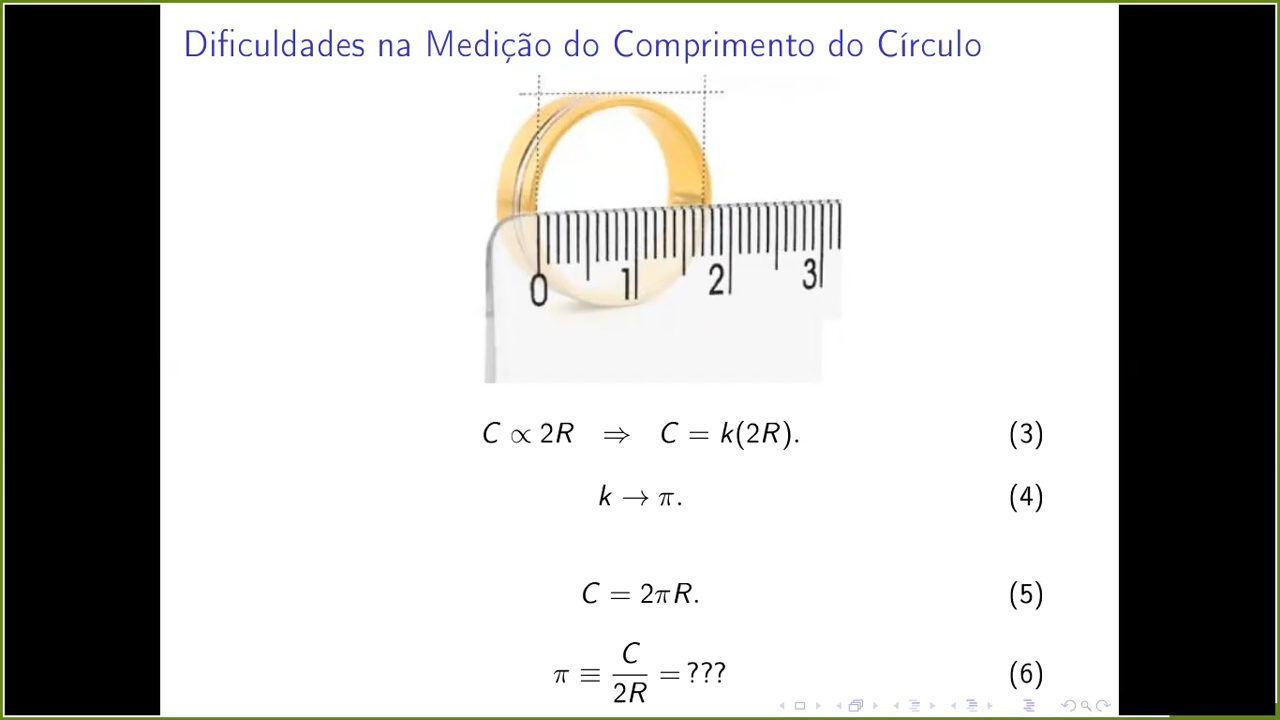 Dificuldades na Medição do Comprimento do Círculo
0 1 2 3
C ∝ 2R ⇒ C = k(2R). (3)
k → π. (4)
C = 2πR. (5)
π ≡ C/2R = ??? (6)